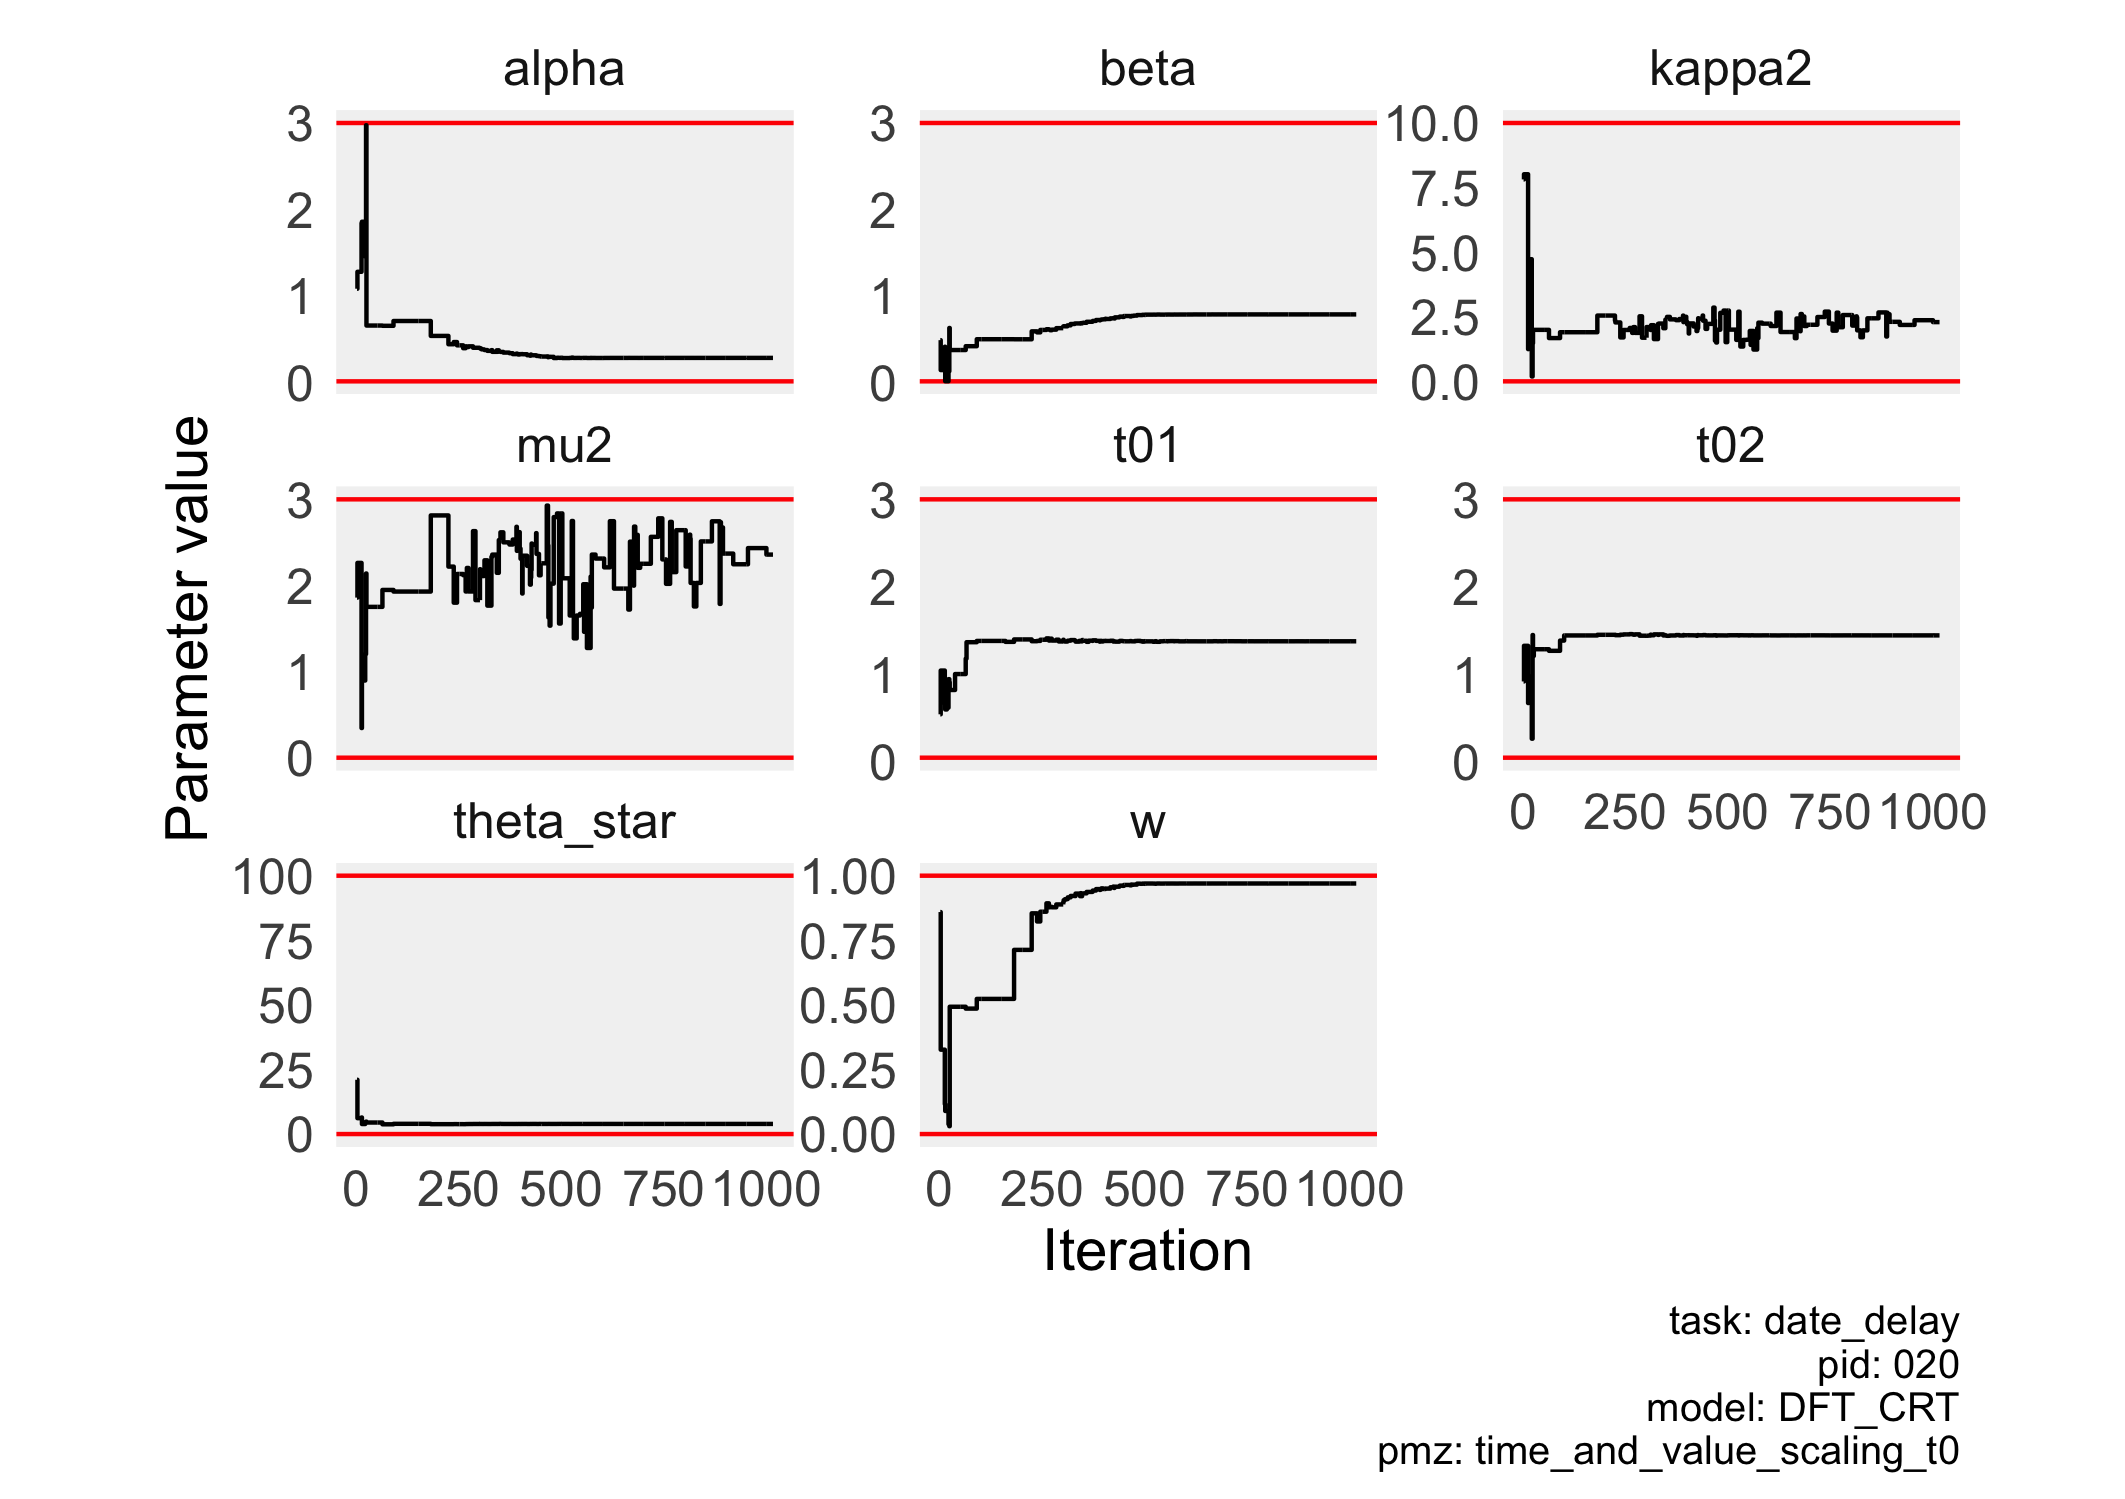 alpha
beta
kappa2
3
2
1
0
3
2
1
0
10.0
7.5
5.0
2.5
0.0
mu2
t01
t02
3
2
1
0
3
2
1
0
3
2
1
0
0 250 500 750 1000
theta_star
w
100
75
50
25
0
1.00
0.75
0.50
0.25
0.00
0 250 500 750 1000
0 250 500 750 1000
Parameter value
Iteration
task: date_delay
pid: 020
model: DFT_CRT
pmz: time_and_value_scaling_t0